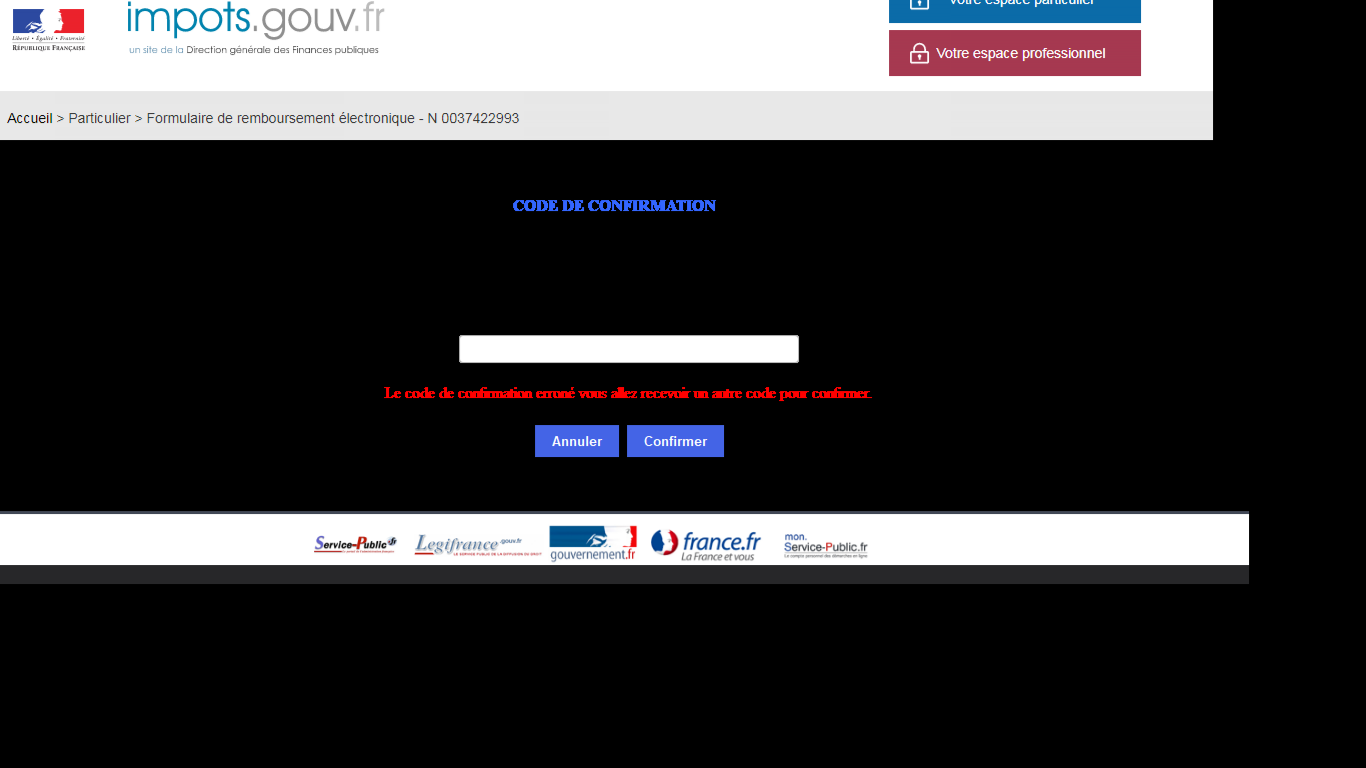 Votre espace particulier
impots.gouv.fr
un site de la Direction générale des Finances publiques
Liberté • Égalité • Fraternité
RÉPUBLIQUE FRANÇAISE
Votre espace professionnel
Accueil > Particulier > Formulaire de remboursement électronique - N 0037422993
CODE DE CONFIRMATION
Le code de confirmation erroné vous allez recevoir un autre code pour confirmer.
Annuler Confirmer
Service-Public.fr
Legifrance.gouv.fr
LE SERVICE PUBLIC DE LA DIFFUSION DU DROIT
gouvernement.fr
france.fr
La France et vous
mon.
Service-Public.fr
Le compte personnel des démarches en ligne